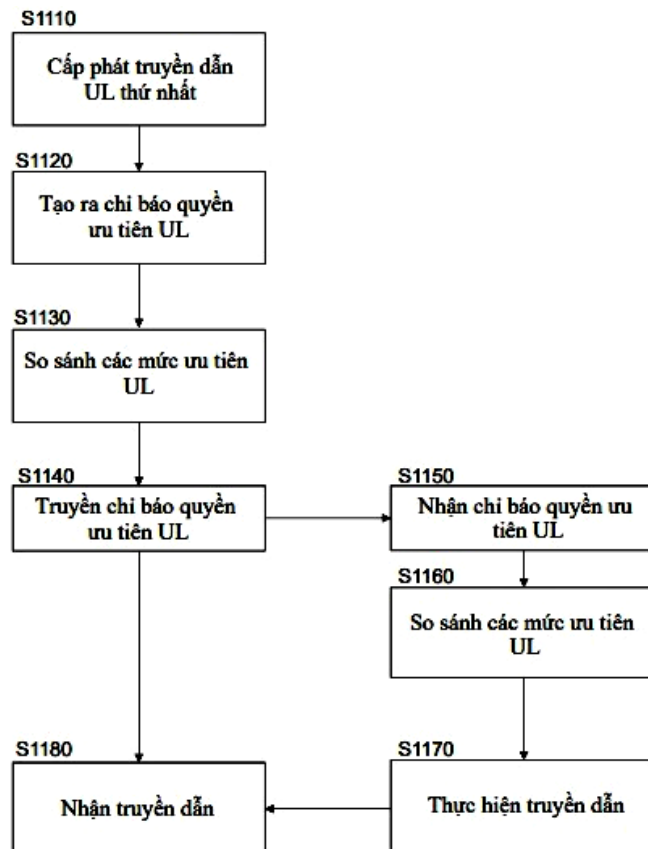 S1110
Cấp phát truyền dẫn
UL thứ nhất
S1120
Tạo ra chỉ báo quyền
ưu tiên UL
S1130
So sánh các mức ưu tiên
UL
S1140
Truyền chỉ báo quyền
ưu tiên UL
S1150
Nhận chỉ báo quyền ưu
tiên UL
S1160
So sánh các mức ưu tiên
UL
S1180
Nhận truyền dẫn
S1170
Thực hiện truyền dẫn